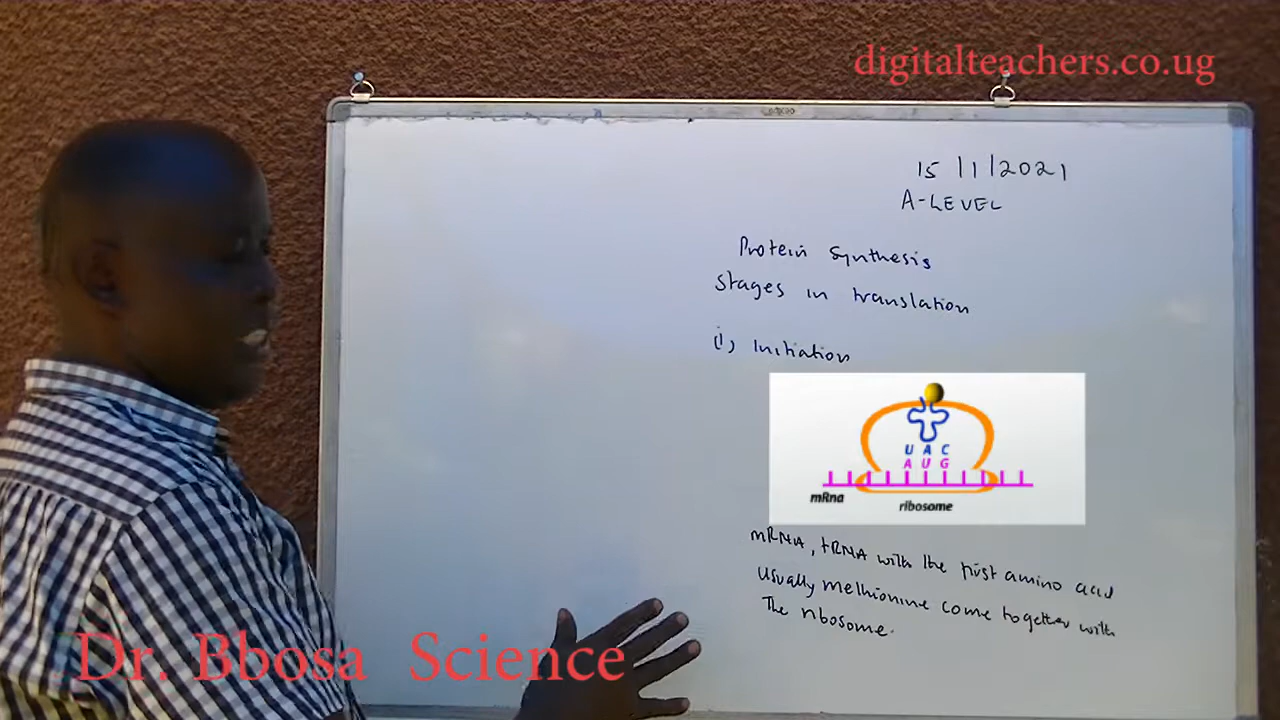 digitalteachers.co.ug
15/1/2021
A-LEVEL
Protein Synthesis
Stages in translation
(i) Initiation
U A C
A U G
mRna
ribosome
mRNA, tRNA with the first amino acid
Usually methionine come together with
The ribosome.
Dr. Bbosa Science